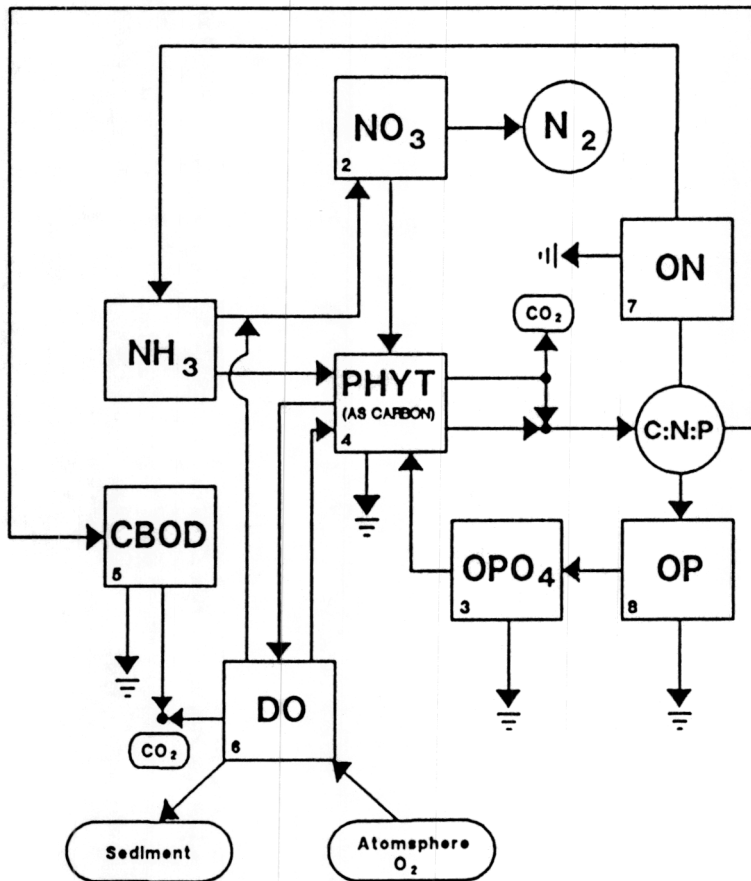 NO₃
2
N₂
ON
7
NH₃
CO₂
PHYT
(AS CARBON)
4
C:N:P
CBOD
5
OPO₄
3
OP
8
DO
6
CO₂
Sediment
Atomsphere
O₂